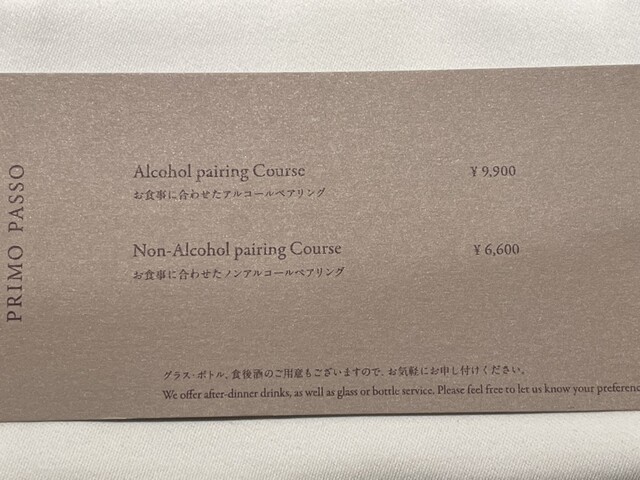 PRIMO PASSO
Alcohol pairing Course ¥ 9,900
お食事に合わせたアルコールペアリング
Non-Alcohol pairing Course ¥ 6,600
お食事に合わせたノンアルコールペアリング
グラス・ボトル、食後酒のご用意もございますので、お気軽にお申し付けください。
We offer after-dinner drinks, as well as glass or bottle service. Please feel free to let us know your preferenc